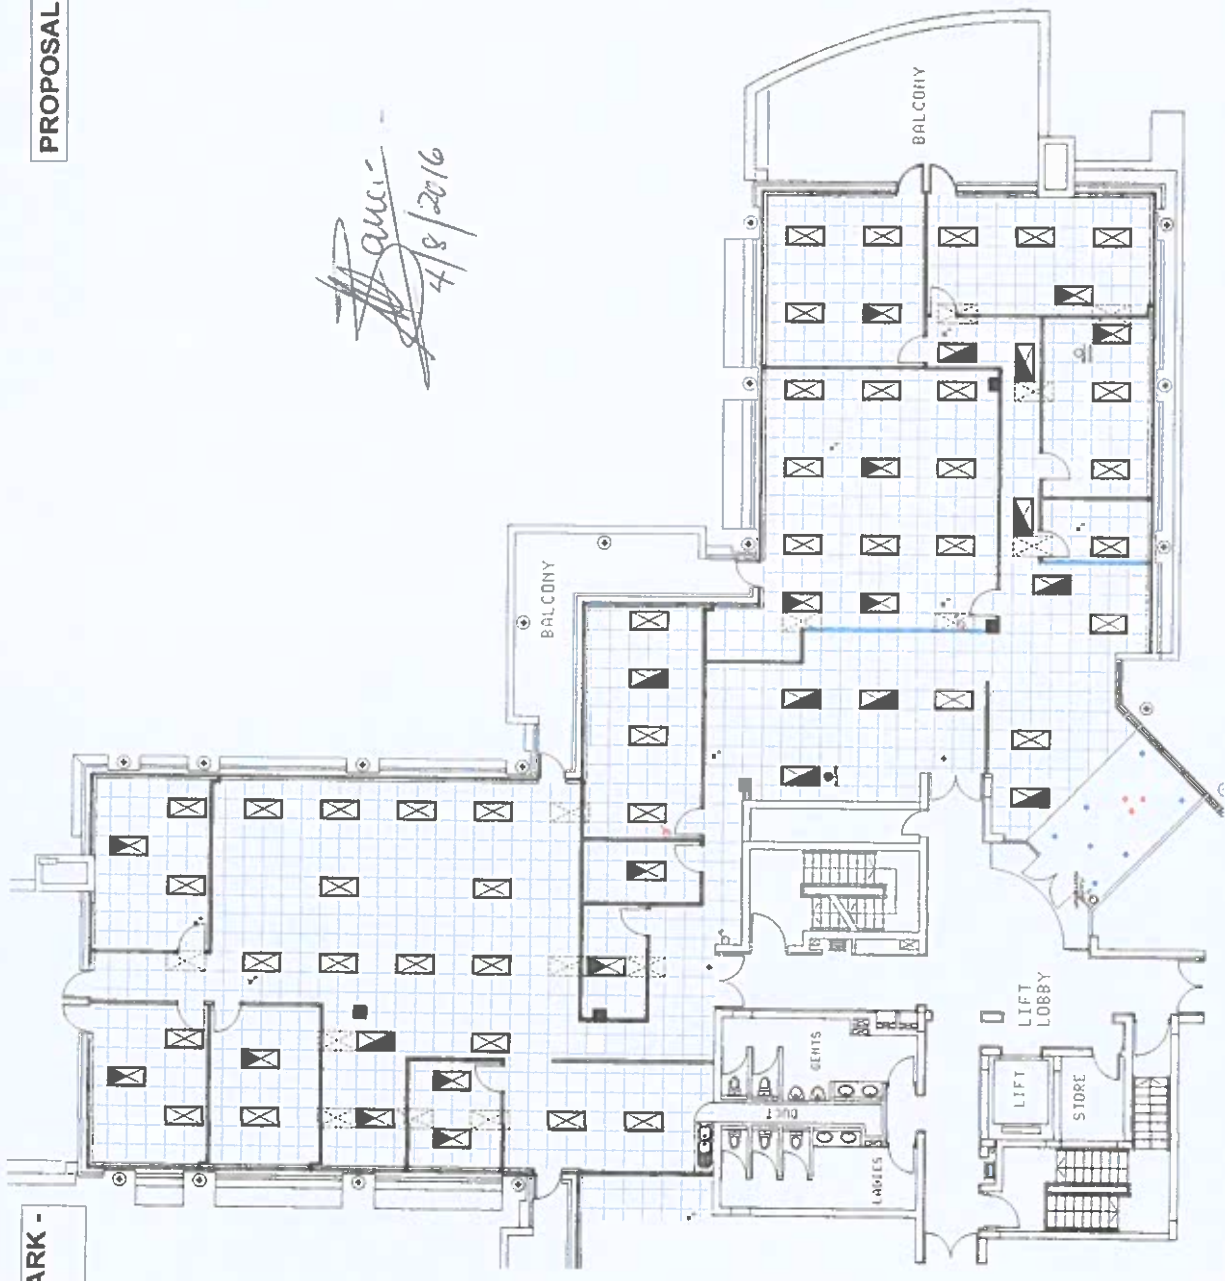 PROPOSAL
4/8/2016
BALCONY
BALCONY
GENTS
DUCT
LADIES
LIFT
LOBBY
LIFT
STORE
ARK -